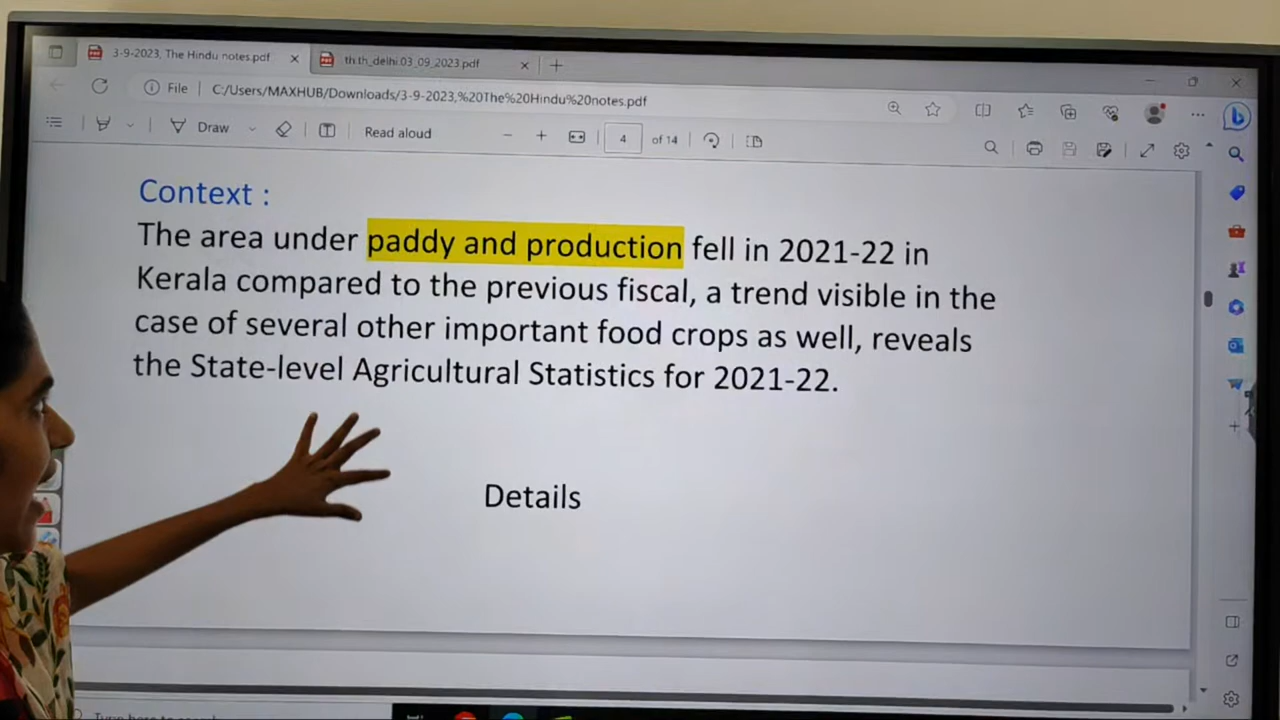 3-9-2023, The Hindu notes.pdf
th.th_delhi.03_09_2023.pdf
File
C:/Users/MAXHUB/Downloads/3-9-2023,%20The%20Hindu%20notes.pdf
Draw
Read aloud
4 of 14
Context :
The area under paddy and production fell in 2021-22 in
Kerala compared to the previous fiscal, a trend visible in the
case of several other important food crops as well, reveals
the State-level Agricultural Statistics for 2021-22.
Details